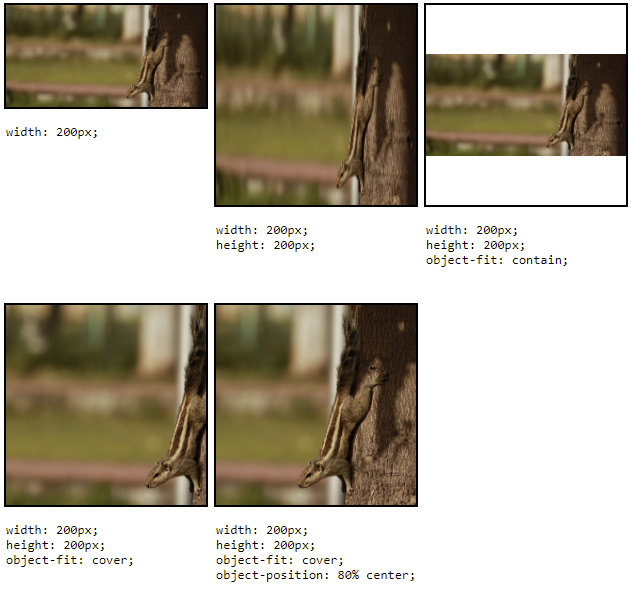 width: 200px;
width: 200px;
height: 200px;
width: 200px;
height: 200px;
object-fit: contain;
width: 200px;
height: 200px;
object-fit: cover;
width: 200px;
height: 200px;
object-fit: cover;
object-position: 80% center;